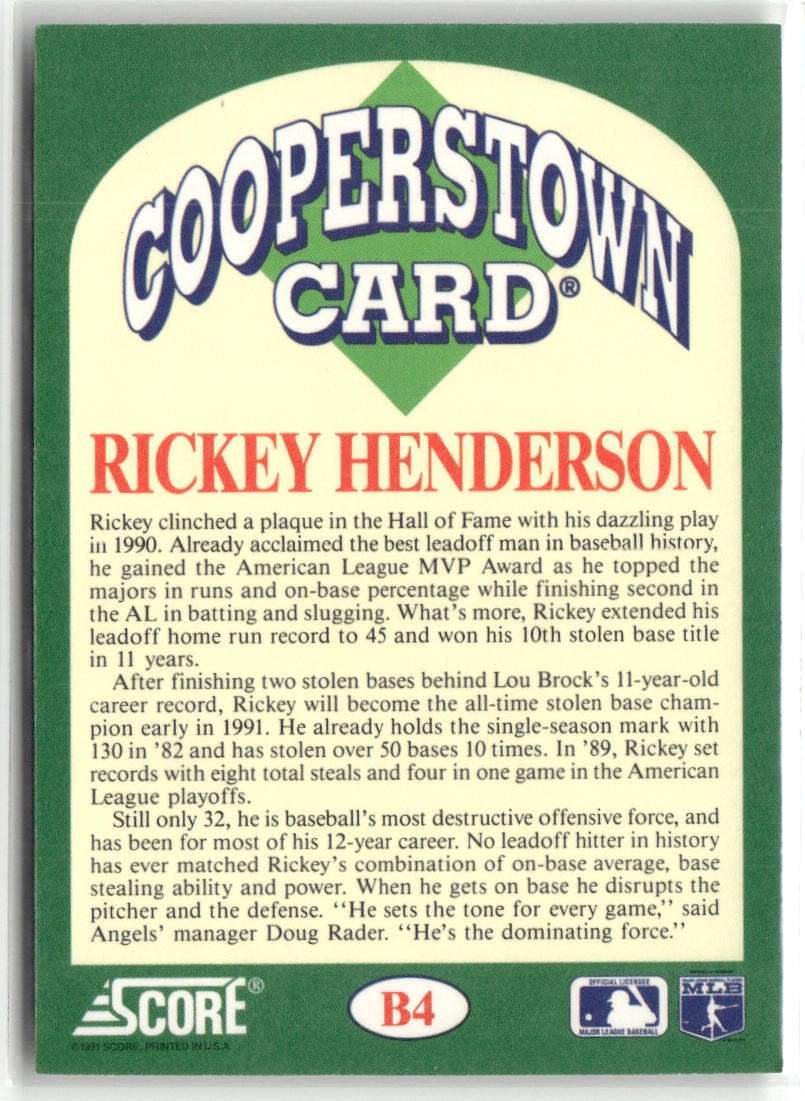 COOPERSTOWN
CARD®
RICKEY HENDERSON
Rickey clinched a plaque in the Hall of Fame with his dazzling play
in 1990. Already acclaimed the best leadoff man in baseball history,
he gained the American League MVP Award as he topped the
majors in runs and on-base percentage while finishing second in
the AL in batting and slugging. What's more, Rickey extended his
leadoff home run record to 45 and won his 10th stolen base title
in 11 years.
After finishing two stolen bases behind Lou Brock's 11-year-old
career record, Rickey will become the all-time stolen base cham-
pion early in 1991. He already holds the single-season mark with
130 in '82 and has stolen over 50 bases 10 times. In '89, Rickey set
records with eight total steals and four in one game in the American
League playoffs.
Still only 32, he is baseball's most destructive offensive force, and
has been for most of his 12-year career. No leadoff hitter in history
has ever matched Rickey's combination of on-base average, base
stealing ability and power. When he gets on base he disrupts the
pitcher and the defense. ‘‘He sets the tone for every game,’’ said
Angels' manager Doug Rader. ‘‘He's the dominating force.’’
SCORE®
©1991 SCORE, PRINTED IN U.S.A.
B4
OFFICIAL LICENSEE
MAJOR LEAGUE BASEBALL
MLB